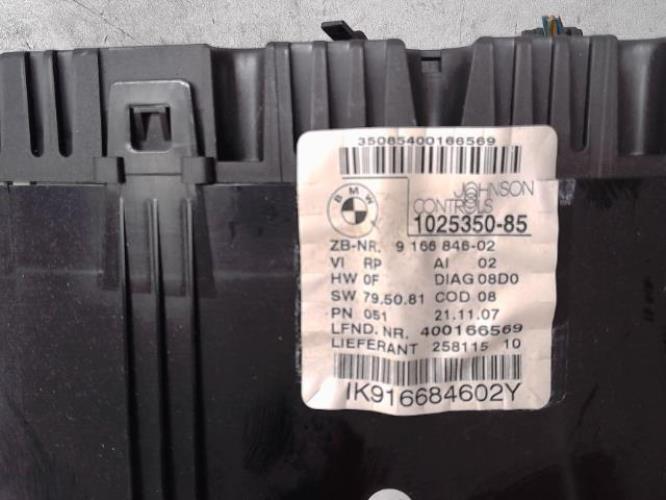 35085400166569
BMW
JOHNSON
CONTROLS
1025350-85
ZB-NR. 9 166 846-02
VI RP AI 02
HW 0F DIAG 08D0
SW 79.50.81 COD 08
PN 051 21.11.07
LFND. NR. 400166569
LIEFERANT 258115 10
IK916684602Y